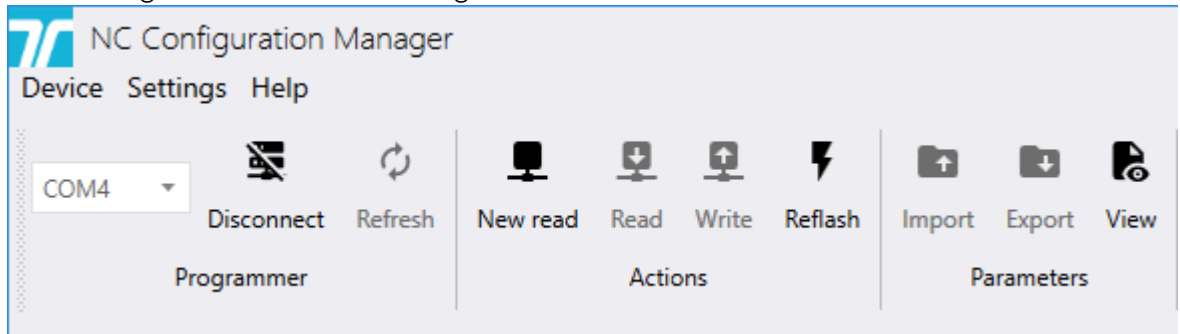 NC Configuration Manager
Device Settings Help
COM4 Disconnect Refresh New read Read Write Reflash Import Export View
Programmer Actions Parameters